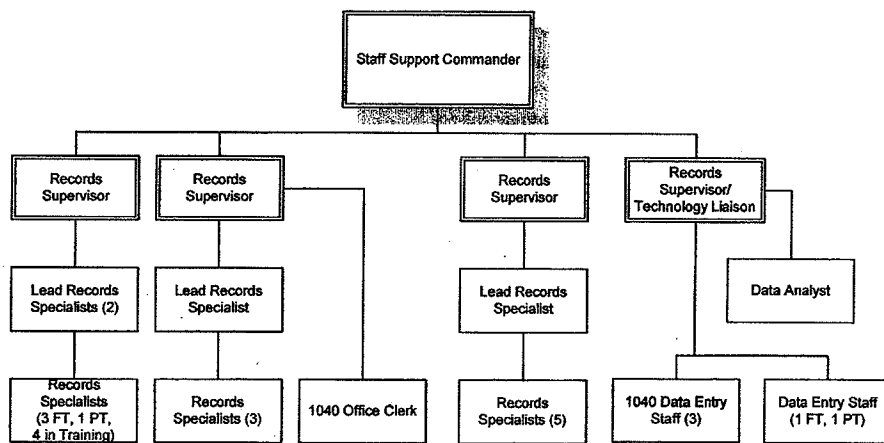 Staff Support Commander
Records
Supervisor
Records
Supervisor
Records
Supervisor
Records
Supervisor/
Technology Liaison
Lead Records
Specialists (2)
Lead Records
Specialist
Lead Records
Specialist
Data Analyst
Records
Specialists
(3 FT, 1 PT,
4 in Training)
Records
Specialists (3)
1040 Office Clerk
Records
Specialists (5)
1040 Data Entry
Staff (3)
Data Entry Staff
(1 FT, 1 PT)